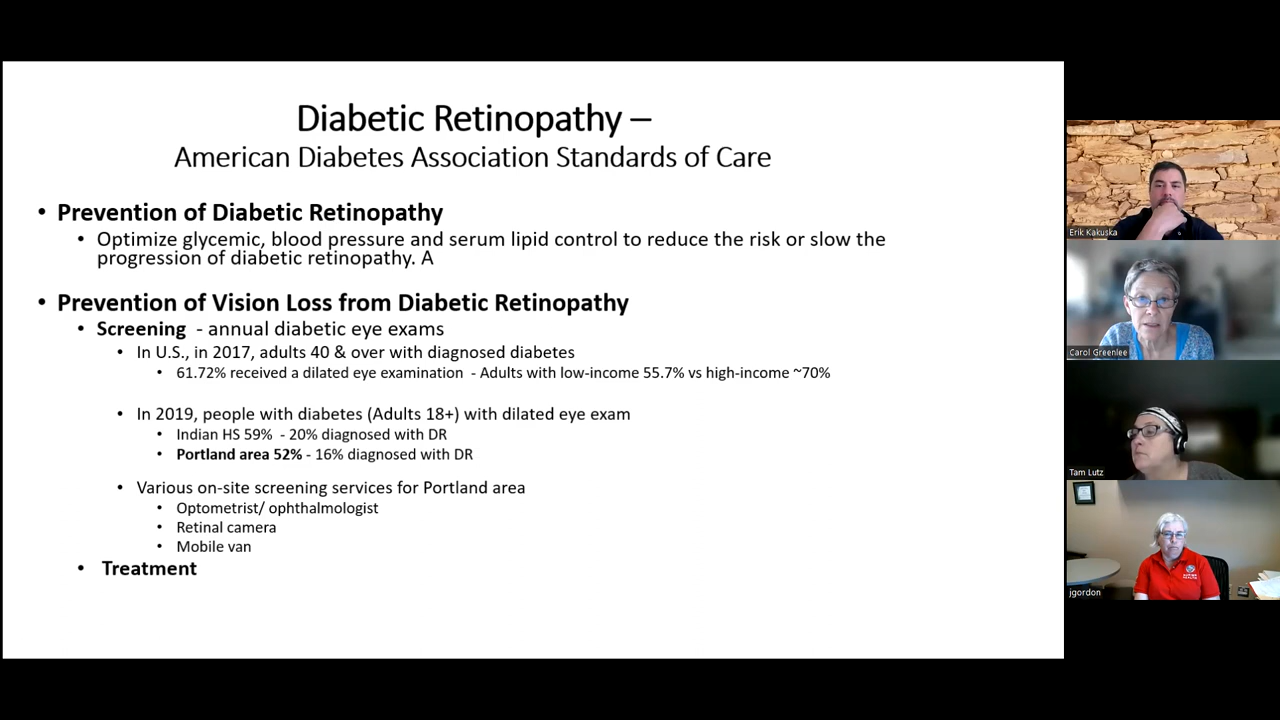 Diabetic Retinopathy –
American Diabetes Association Standards of Care
• Prevention of Diabetic Retinopathy
• Optimize glycemic, blood pressure and serum lipid control to reduce the risk or slow the
progression of diabetic retinopathy. A
• Prevention of Vision Loss from Diabetic Retinopathy
• Screening - annual diabetic eye exams
• In U.S., in 2017, adults 40 & over with diagnosed diabetes
• 61.72% received a dilated eye examination - Adults with low-income 55.7% vs high-income ~70%
• In 2019, people with diabetes (Adults 18+) with dilated eye exam
• Indian HS 59% - 20% diagnosed with DR
• Portland area 52% - 16% diagnosed with DR
• Various on-site screening services for Portland area
• Optometrist/ ophthalmologist
• Retinal camera
• Mobile van
• Treatment
Erik Kakuska
Carol Greenlee
Tam Lutz
jgordon